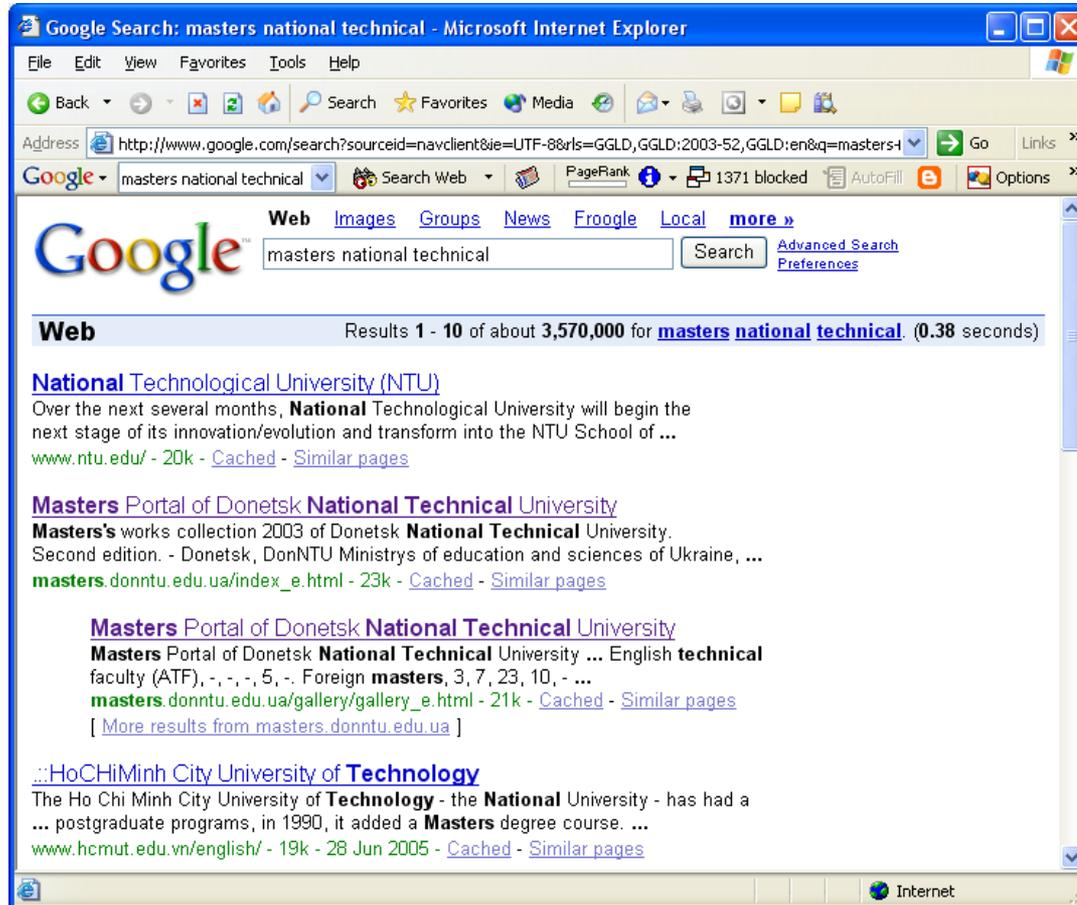 Google Search: masters national technical - Microsoft Internet Explorer
File Edit View Favorites Tools Help
Back Search Favorites Media
Address http://www.google.com/search?sourceid=navclient&ie=UTF-8&rls=GGLD,GGLD:2003-52,GGLD:en&q=masters+ Go Links »
Google masters national technical Search Web PageRank 1371 blocked AutoFill Options »
Web Images Groups News Froogle Local more »
Google™ masters national technical Search Advanced Search
Preferences
Web Results 1 - 10 of about 3,570,000 for masters national technical. (0.38 seconds)
National Technological University (NTU)
Over the next several months, National Technological University will begin the
next stage of its innovation/evolution and transform into the NTU School of ...
www.ntu.edu/ - 20k - Cached - Similar pages
Masters Portal of Donetsk National Technical University
Masters's works collection 2003 of Donetsk National Technical University.
Second edition. - Donetsk, DonNTU Ministrys of education and sciences of Ukraine, ...
masters.donntu.edu.ua/index_e.html - 23k - Cached - Similar pages
Masters Portal of Donetsk National Technical University
Masters Portal of Donetsk National Technical University ... English technical
faculty (ATF), -, -, -, 5, -. Foreign masters, 3, 7, 23, 10, - ...
masters.donntu.edu.ua/gallery/gallery_e.html - 21k - Cached - Similar pages
[ More results from masters.donntu.edu.ua ]
.::HoCHiMinh City University of Technology
The Ho Chi Minh City University of Technology - the National University - has had a
... postgraduate programs, in 1990, it added a Masters degree course. ...
www.hcmut.edu.vn/english/ - 19k - 28 Jun 2005 - Cached - Similar pages
Internet